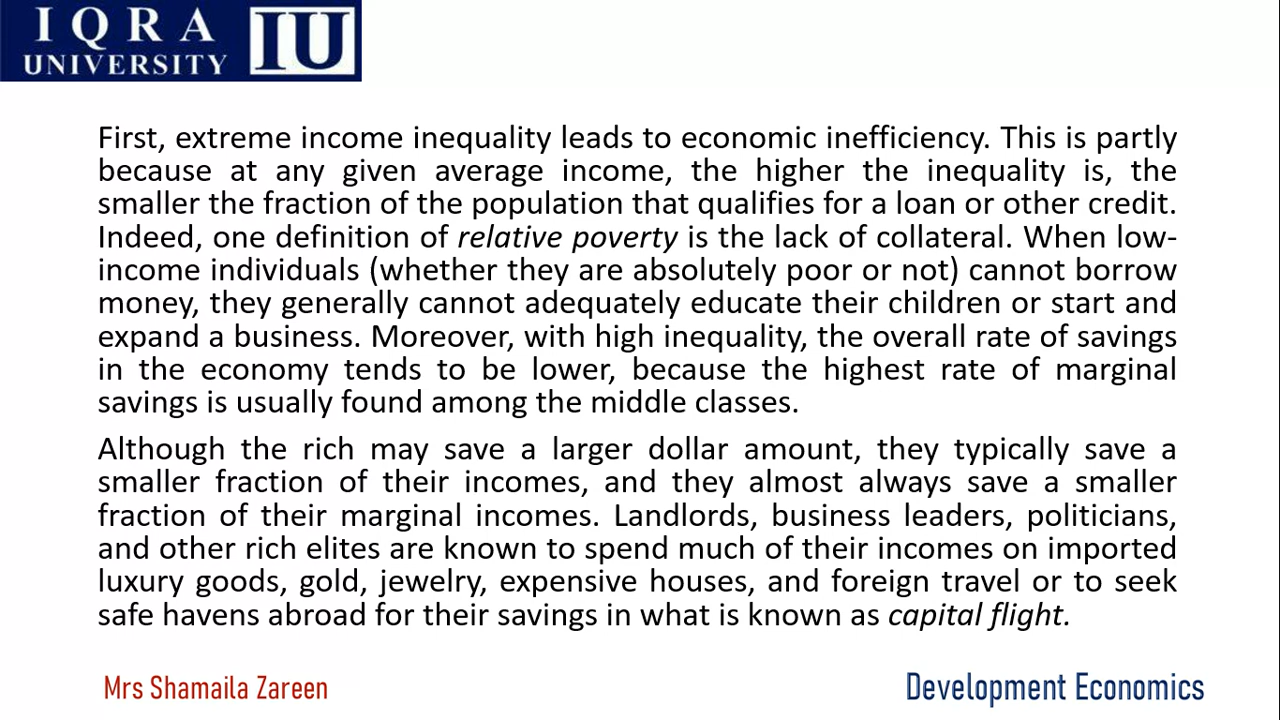 IQRA
UNIVERSITY
IU
First, extreme income inequality leads to economic inefficiency. This is partly
because at any given average income, the higher the inequality is, the
smaller the fraction of the population that qualifies for a loan or other credit.
Indeed, one definition of relative poverty is the lack of collateral. When low-
income individuals (whether they are absolutely poor or not) cannot borrow
money, they generally cannot adequately educate their children or start and
expand a business. Moreover, with high inequality, the overall rate of savings
in the economy tends to be lower, because the highest rate of marginal
savings is usually found among the middle classes.
Although the rich may save a larger dollar amount, they typically save a
smaller fraction of their incomes, and they almost always save a smaller
fraction of their marginal incomes. Landlords, business leaders, politicians,
and other rich elites are known to spend much of their incomes on imported
luxury goods, gold, jewelry, expensive houses, and foreign travel or to seek
safe havens abroad for their savings in what is known as capital flight.
Mrs Shamaila Zareen
Development Economics